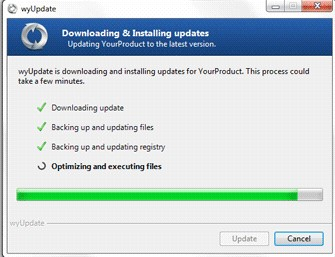 wyUpdate
Downloading & Installing updates
Updating YourProduct to the latest version.
wyUpdate is downloading and installing updates for YourProduct. This process could
take a few minutes.
Downloading update
Backing up and updating files
Backing up and updating registry
Optimizing and executing files
wyUpdate
Update
Cancel